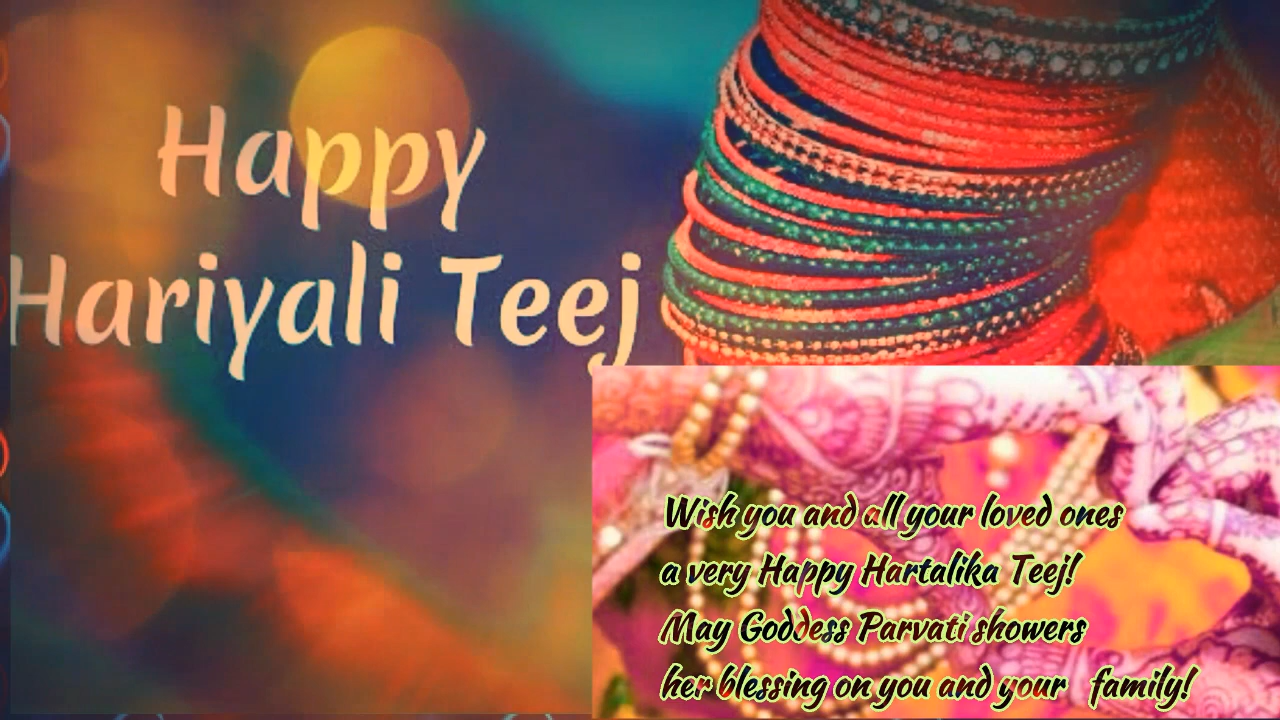 Happy
Hariyali Teej
Wish you and all your loved ones
a very Happy Hartalika Teej!
May Goddess Parvati showers
her blessing on you and your family!